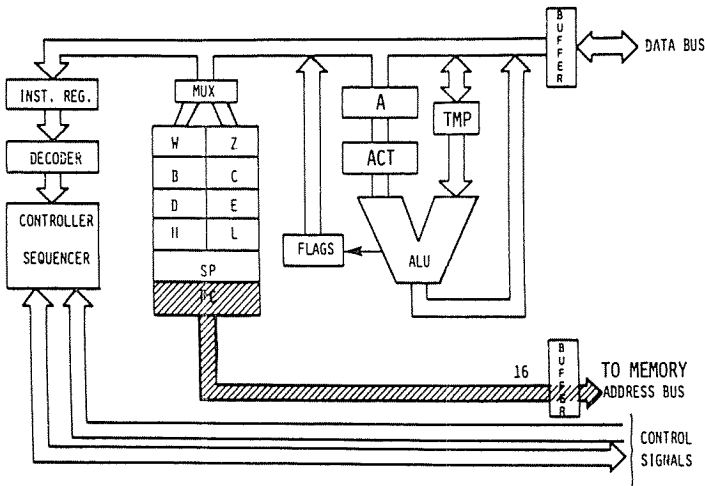 BUFFER
DATA BUS
INST. REG.
MUX
A
TMP
W Z
DECODER
ACT
B C
CONTROLLER
SEQUENCER
D E
H L
FLAGS
ALU
SP
PC
16
BUFFER
TO MEMORY
ADDRESS BUS
CONTROL
SIGNALS